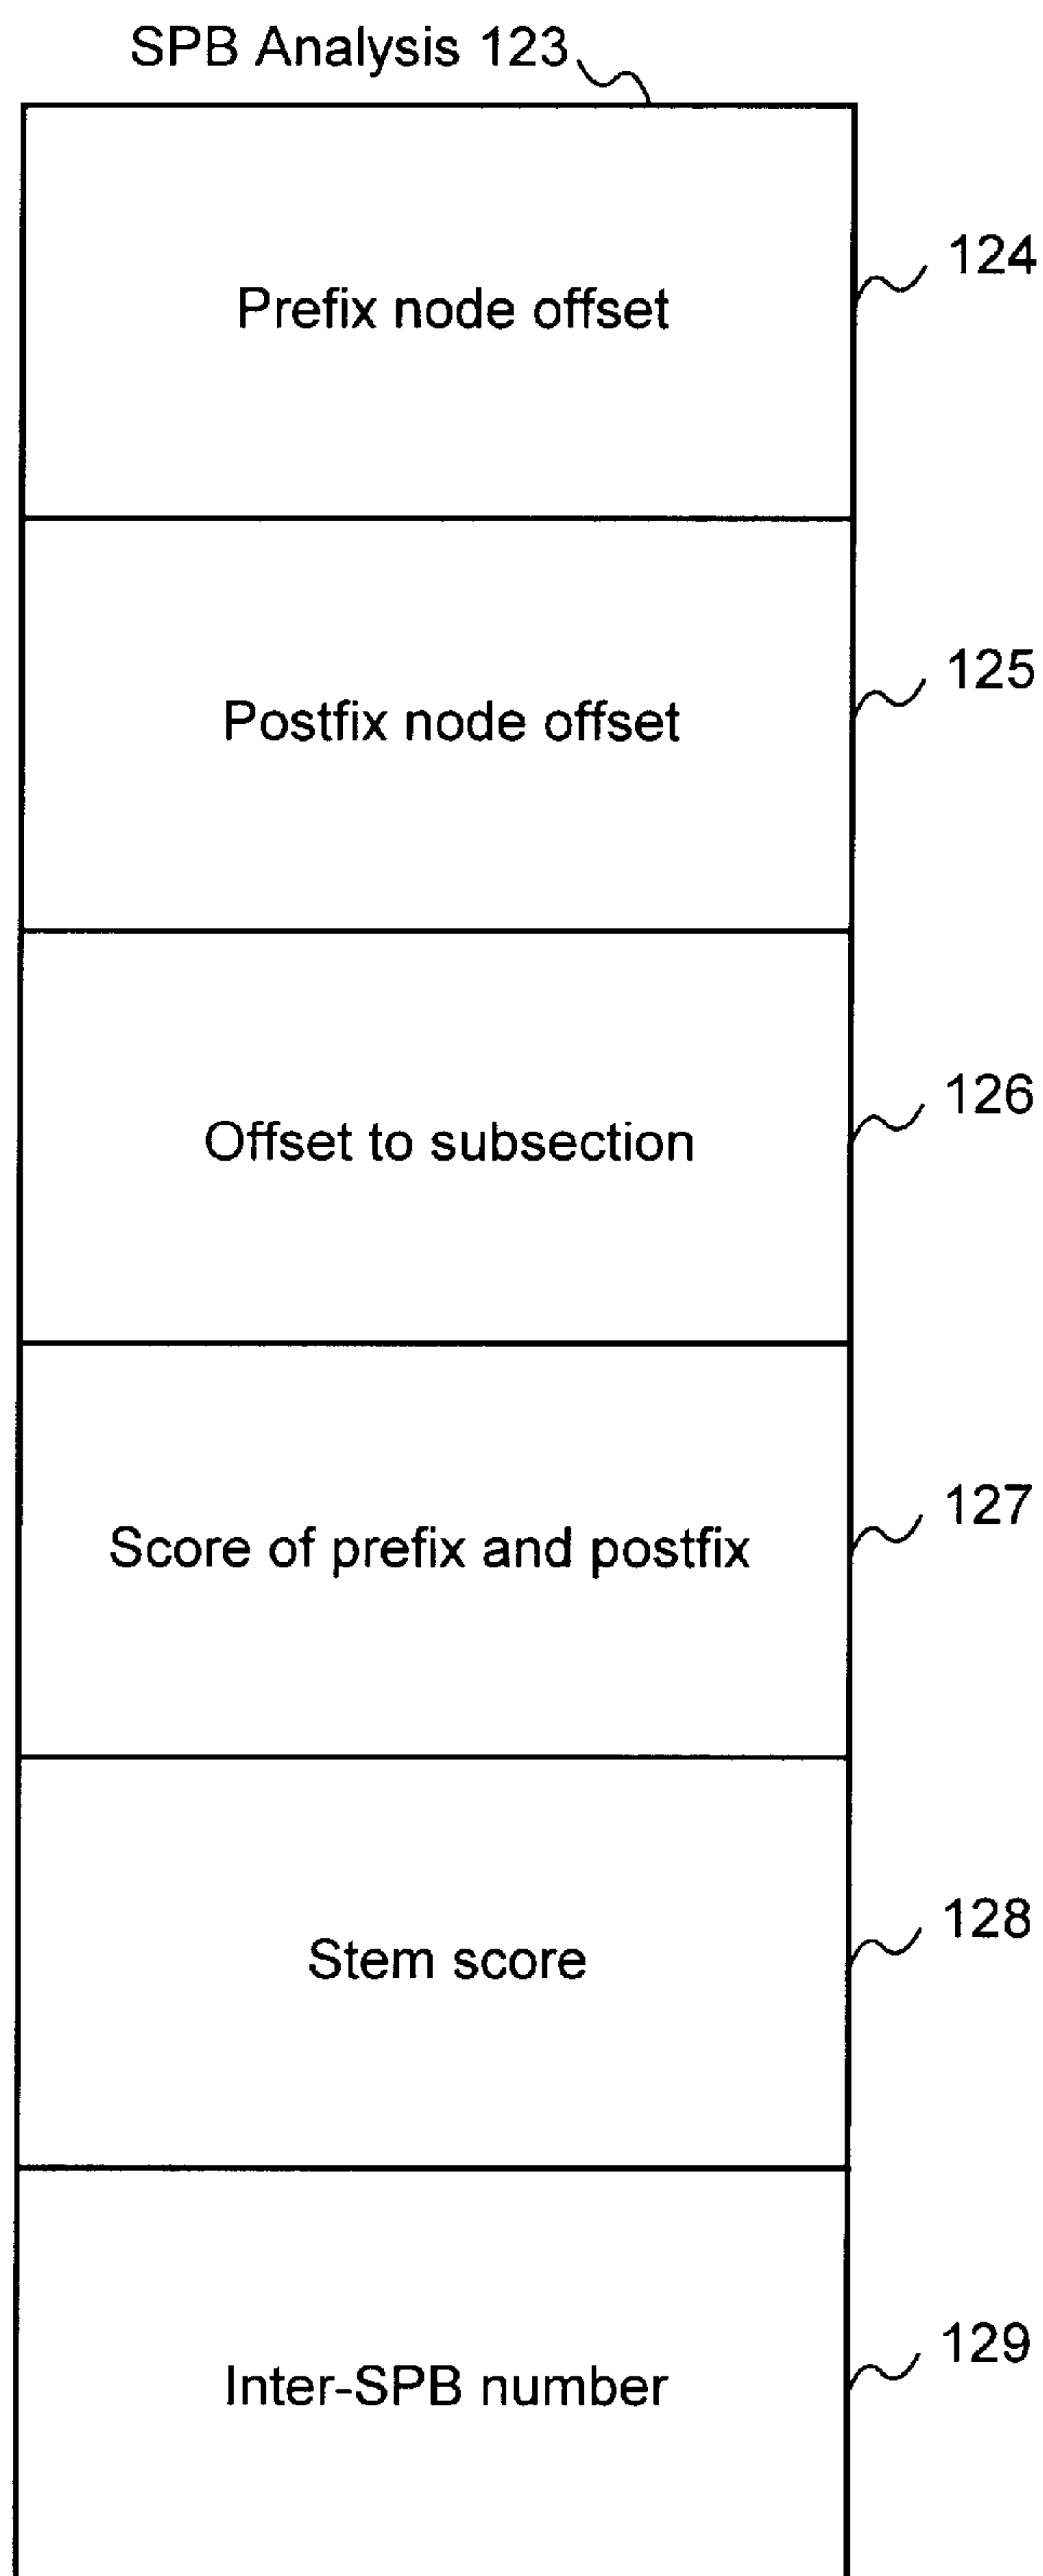 SPB Analysis 123
124
Prefix node offset
125
Postfix node offset
126
Offset to subsection
127
Score of prefix and postfix
128
Stem score
129
Inter-SPB number